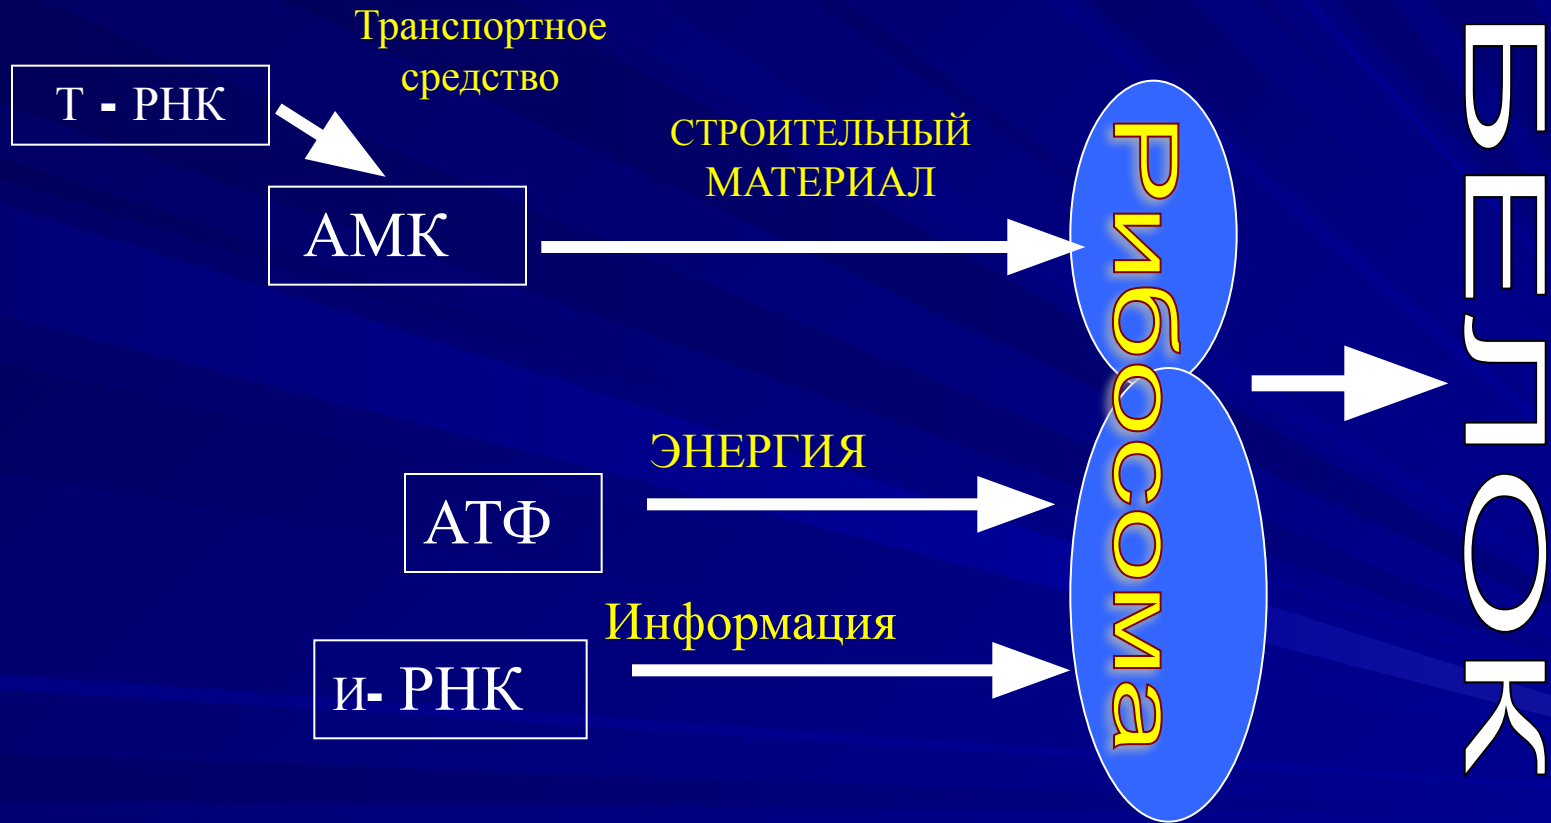 Транспортное
средство
Т - РНК
СТРОИТЕЛЬНЫЙ
МАТЕРИАЛ
АМК
ЭНЕРГИЯ
АТФ
Информация
И- РНК
Рибосома
БЕЛОК